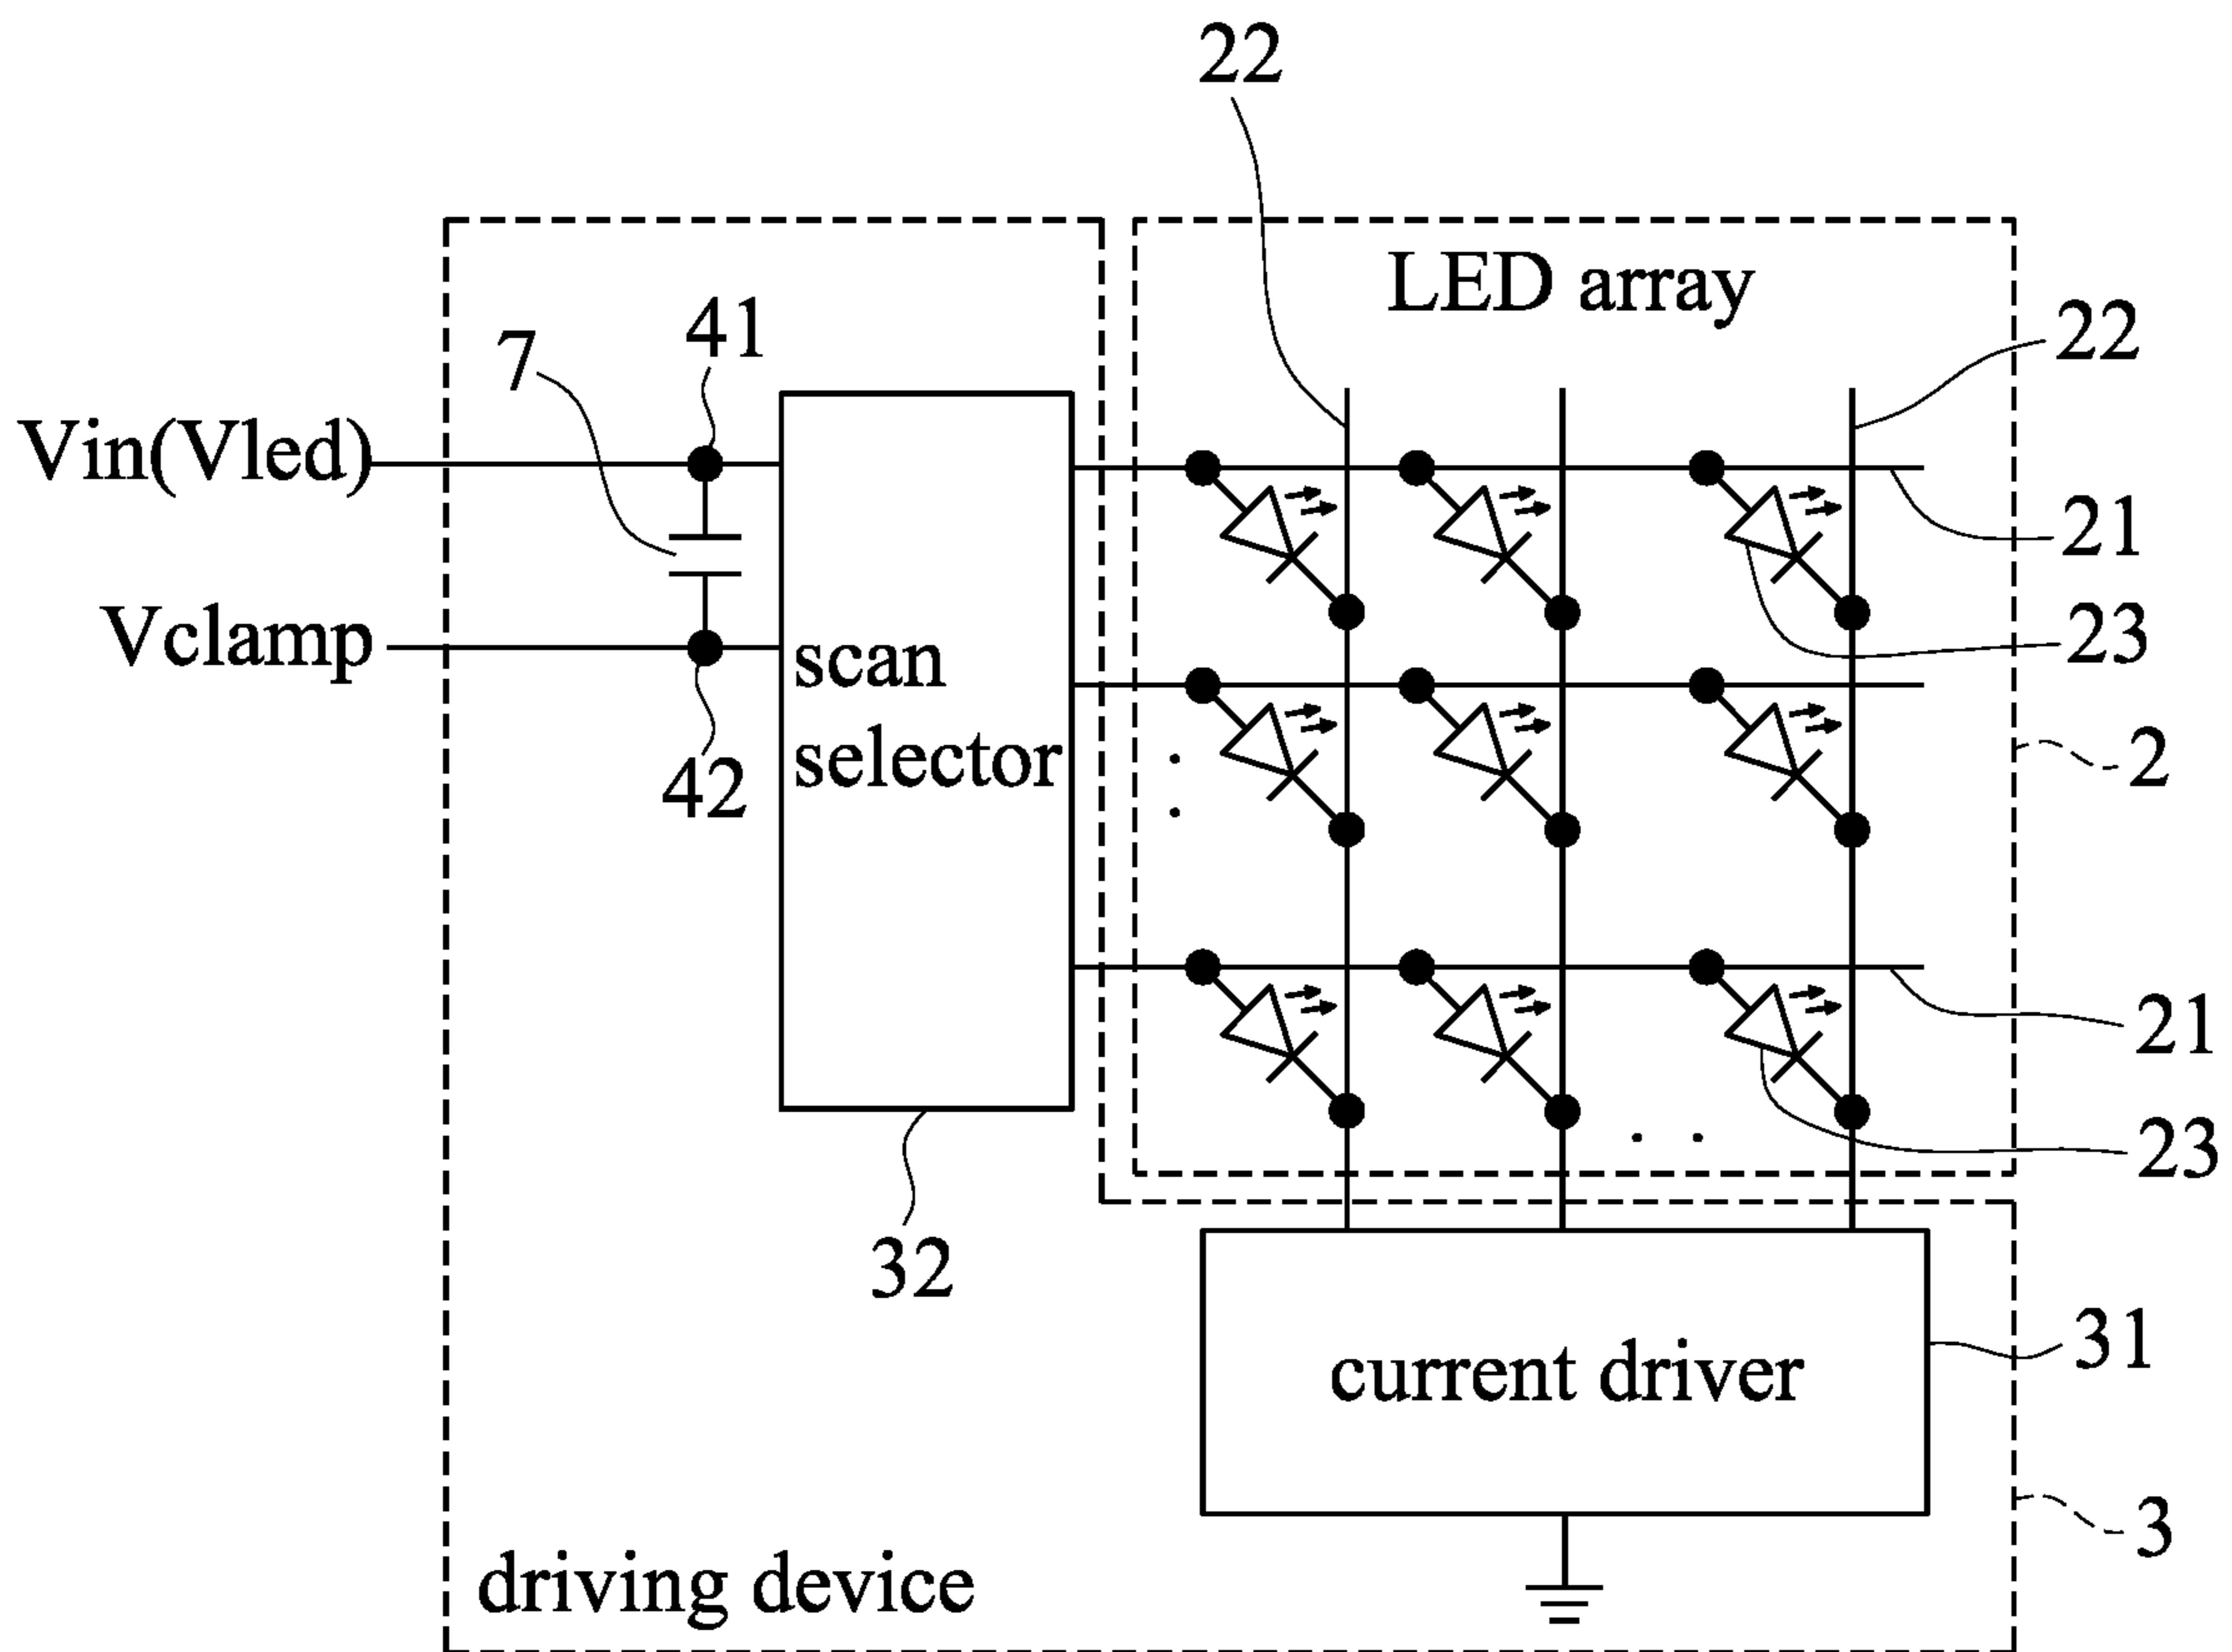 22
LED array
22
41
7
Vin(Vled)
21
Vclamp
23
scan
selector
42
2
21
23
32
31
current driver
3
driving device